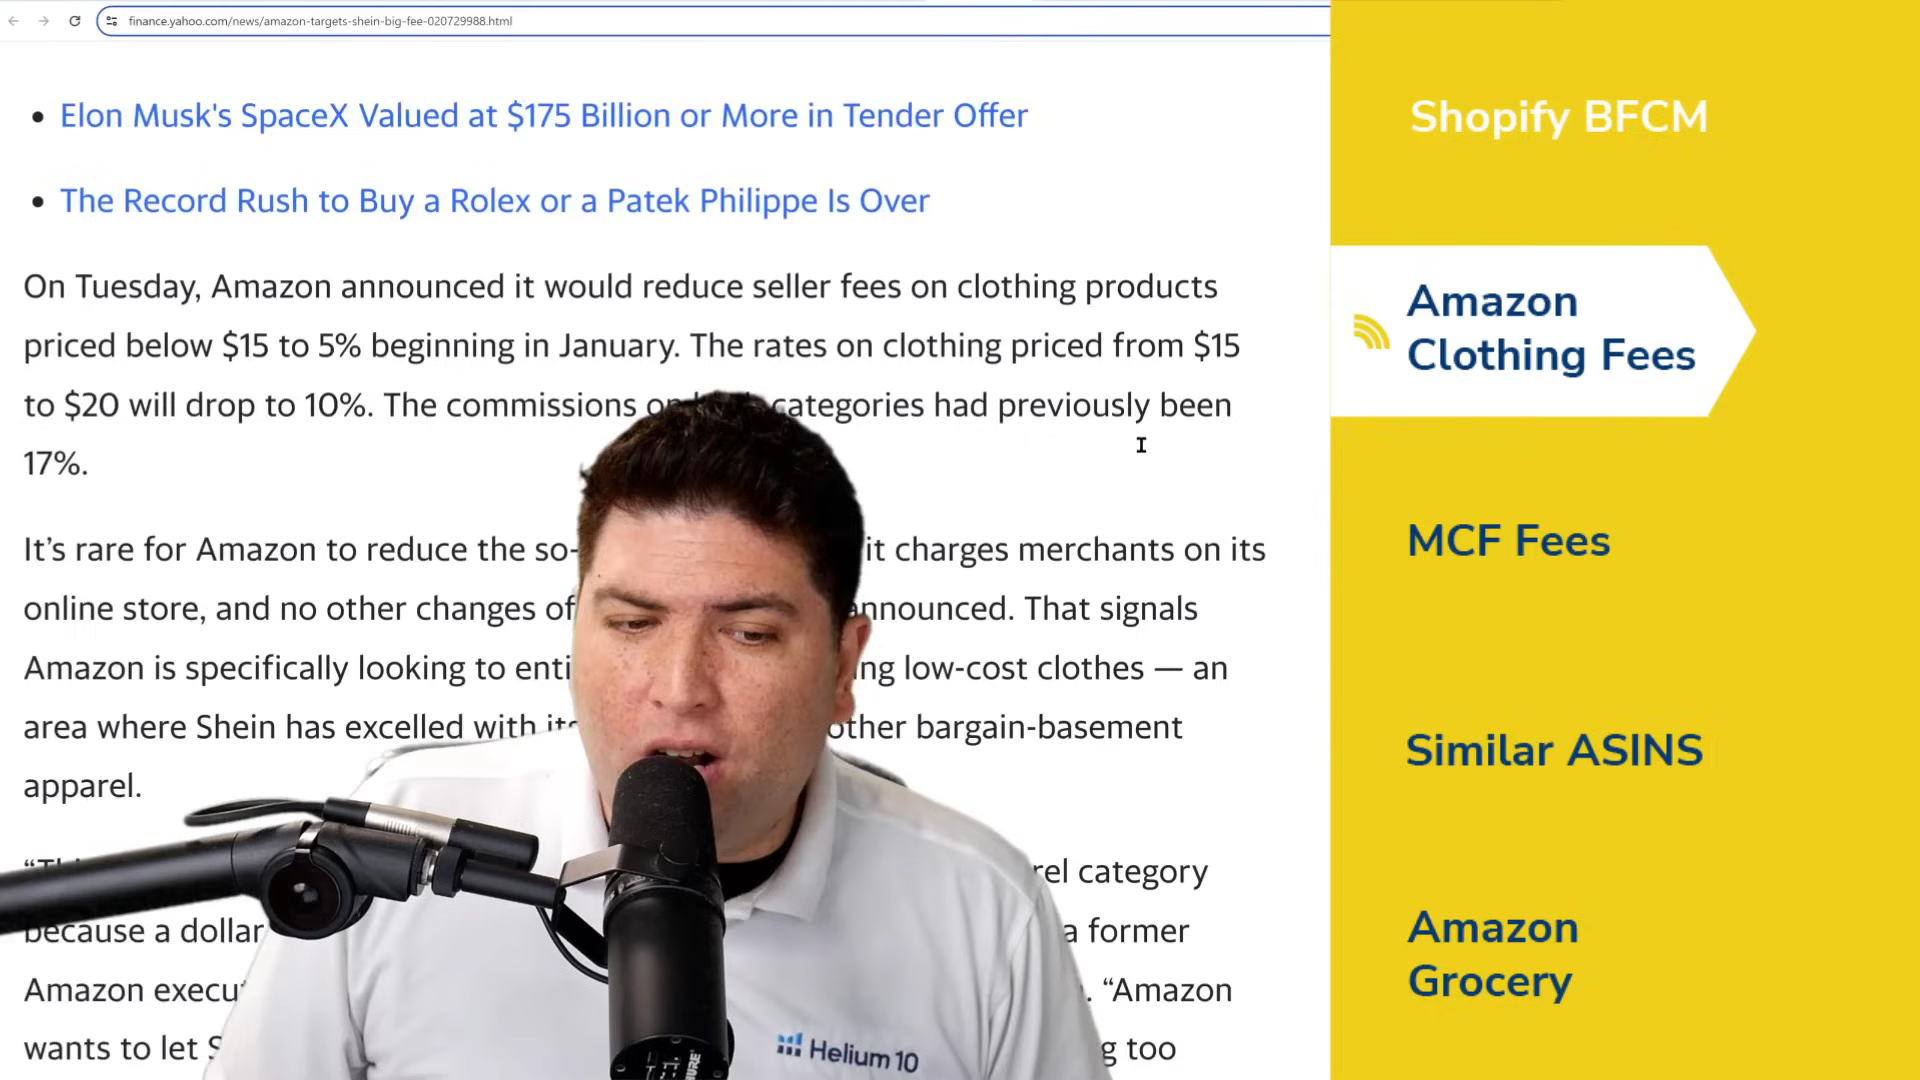 finance.yahoo.com/news/amazon-targets-shein-big-fee-020729988.html
Elon Musk's SpaceX Valued at $175 Billion or More in Tender Offer
The Record Rush to Buy a Rolex or a Patek Philippe Is Over
On Tuesday, Amazon announced it would reduce seller fees on clothing products
priced below $15 to 5% beginning in January. The rates on clothing priced from $15
to $20 will drop to 10%. The commissions categories had previously been
17%.
It's rare for Amazon to reduce the so- it charges merchants on its
online store, and no other changes of announced. That signals
Amazon is specifically looking to low-cost clothes — an
area where Shein has excelled with other bargain-basement
apparel.
category
because a dollar a former
Amazon "Amazon
wants to let too
Helium 10
SHURE
Shopify BFCM
Amazon
Clothing Fees
MCF Fees
Similar ASINS
Amazon
Grocery